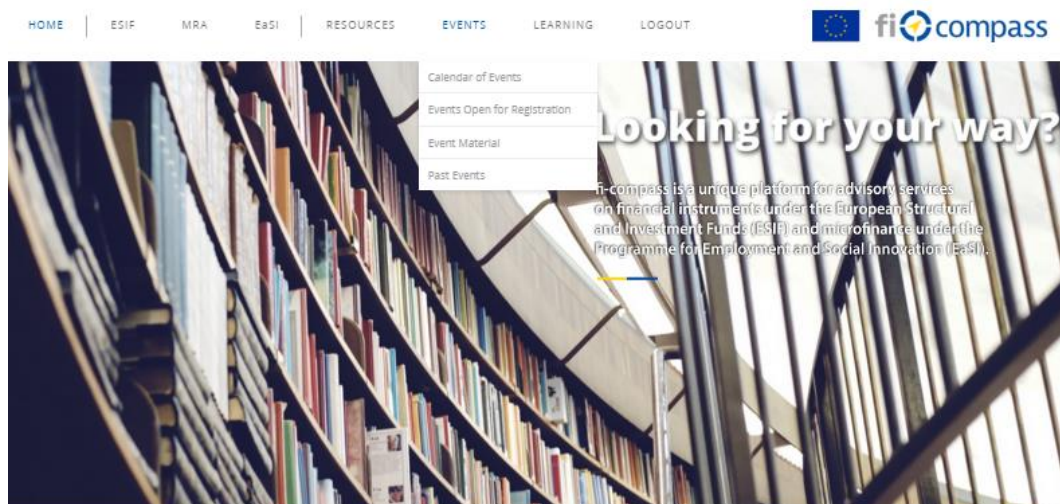 HOME ESIF MRA EaSI RESOURCES EVENTS LEARNING LOGOUT
fi compass
Calendar of Events
Events Open for Registration
Event Material
Past Events
Looking for your way?
fi-compass is a unique platform for advisory services
on financial instruments under the European Structural
and Investment Funds (ESIF) and microfinance under the
Programme for Employment and Social Innovation (EaSI).